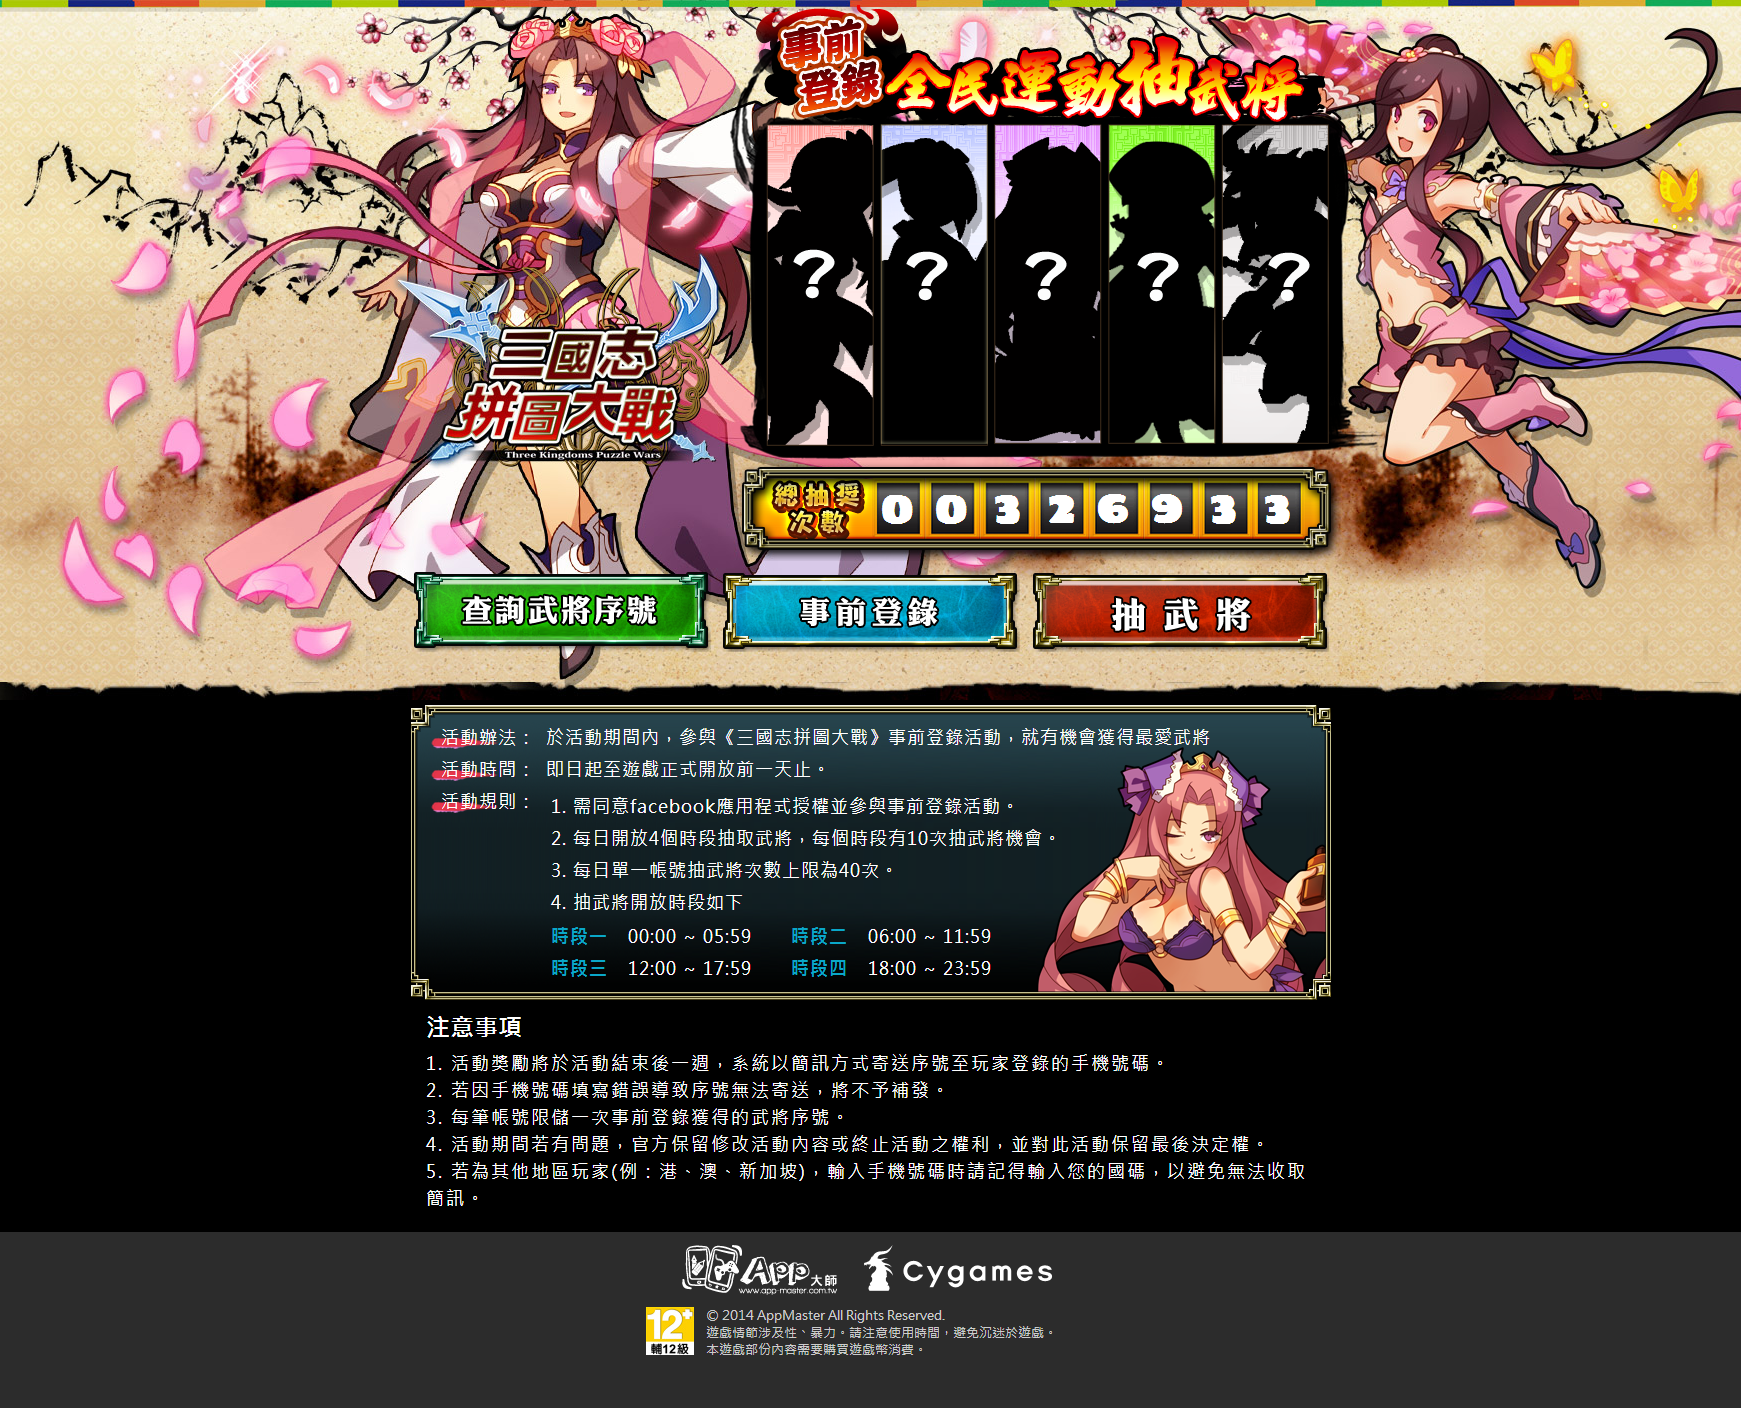 事前
登錄
全民運動抽武將
?
?
?
?
?
三國志
拼圖大戰
Three Kingdoms Puzzle Wars
總抽獎
次數
0 0 3 2 6 9 3 3
查詢武將序號
事前登錄
抽武將
活動辦法： 於活動期間內，參與《三國志拼圖大戰》事前登錄活動，就有機會獲得最愛武將
活動時間： 即日起至遊戲正式開放前一天止。
活動規則：
1. 需同意facebook應用程式授權並參與事前登錄活動。
2. 每日開放4個時段抽取武將，每個時段有10次抽武將機會。
3. 每日單一帳號抽武將次數上限為40次。
4. 抽武將開放時段如下
時段一 00:00 ~ 05:59 時段二 06:00 ~ 11:59
時段三 12:00 ~ 17:59 時段四 18:00 ~ 23:59
注意事項
1. 活動獎勵將於活動結束後一週，系統以簡訊方式寄送序號至玩家登錄的手機號碼。
2. 若因手機號碼填寫錯誤導致序號無法寄送，將不予補發。
3. 每筆帳號限儲一次事前登錄獲得的武將序號。
4. 活動期間若有問題，官方保留修改活動內容或終止活動之權利，並對此活動保留最後決定權。
5. 若為其他地區玩家(例：港、澳、新加坡)，輸入手機號碼時請記得輸入您的國碼，以避免無法收取
簡訊。
App大師
www.app-master.com.tw
Cygames
12+
輔12級
© 2014 AppMaster All Rights Reserved.
遊戲情節涉及性、暴力。請注意使用時間，避免沉迷於遊戲。
本遊戲部份內容需要購買遊戲幣消費。